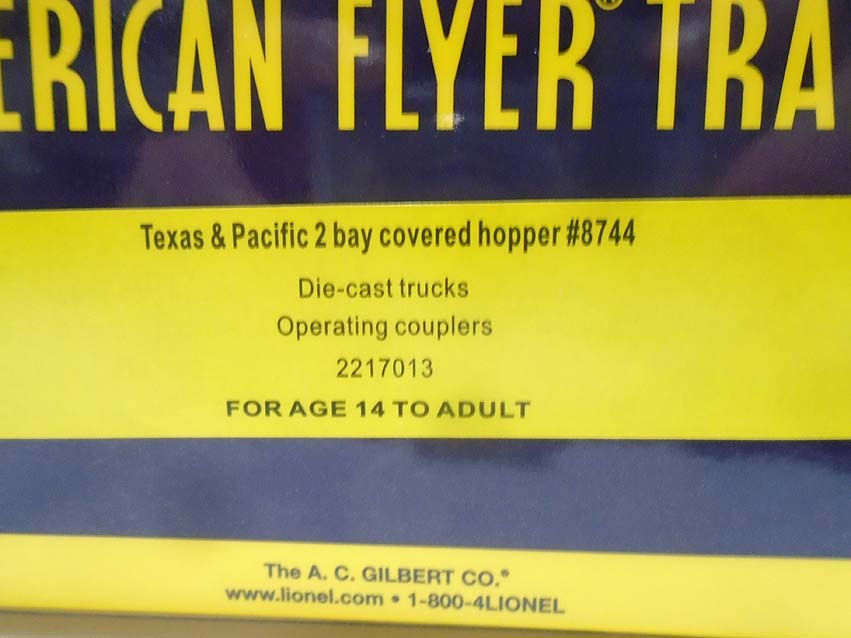 ERICAN FLYER® TRA
Texas & Pacific 2 bay covered hopper #8744
Die-cast trucks
Operating couplers
2217013
FOR AGE 14 TO ADULT
The A. C. GILBERT CO.®
www.lionel.com • 1-800-4LIONEL